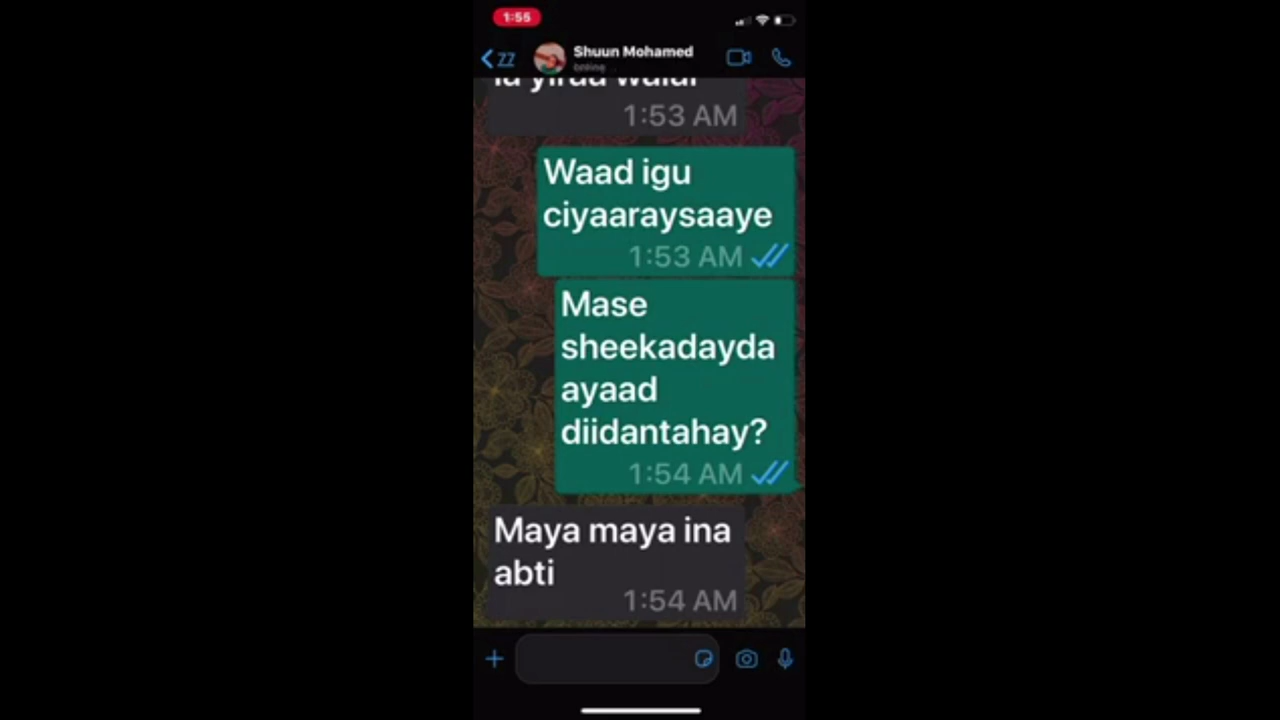 1:55
77
Shuun Mohamed
online
1:53 AM
Waad igu
ciyaaraysaaye
1:53 AM
Mase
sheekadayda
ayaad
diidantahay?
1:54 AM
Maya maya ina
abti
1:54 AM